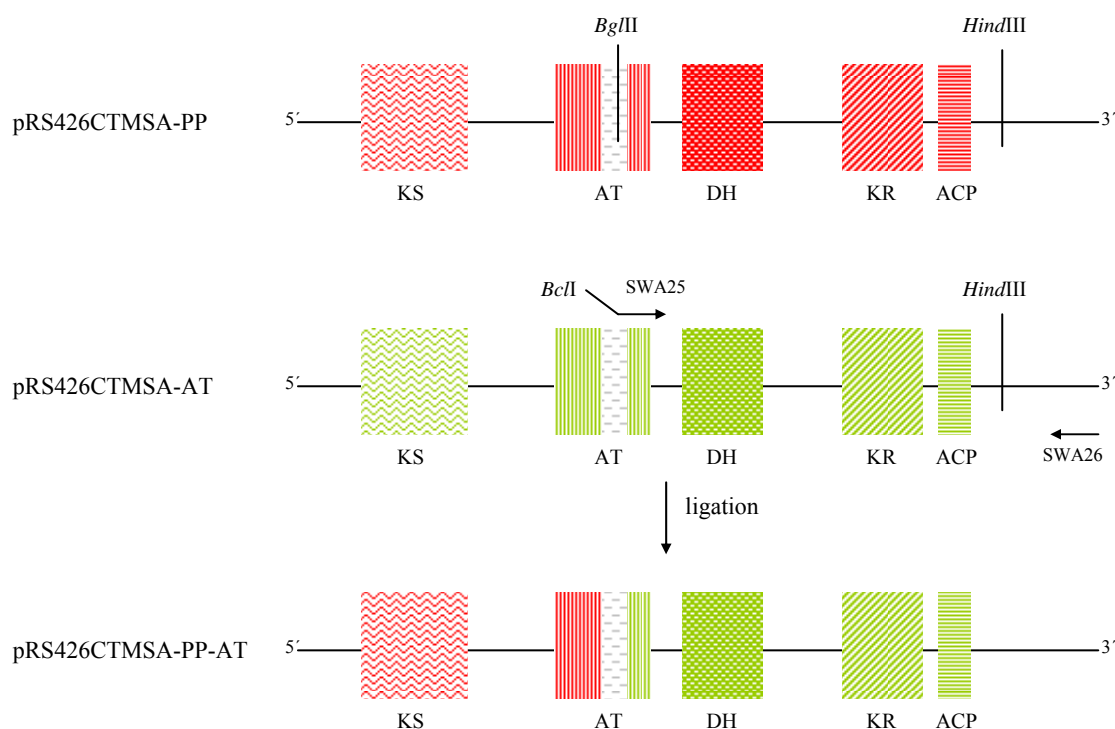 BglII HindIII
pRS426CTMSA-PP 5´ 3´
KS AT DH KR ACP
BclI SWA25 HindIII
pRS426CTMSA-AT 5´ 3´
KS AT DH KR ACP SWA26
ligation
pRS426CTMSA-PP-AT 5´ 3´
KS AT DH KR ACP